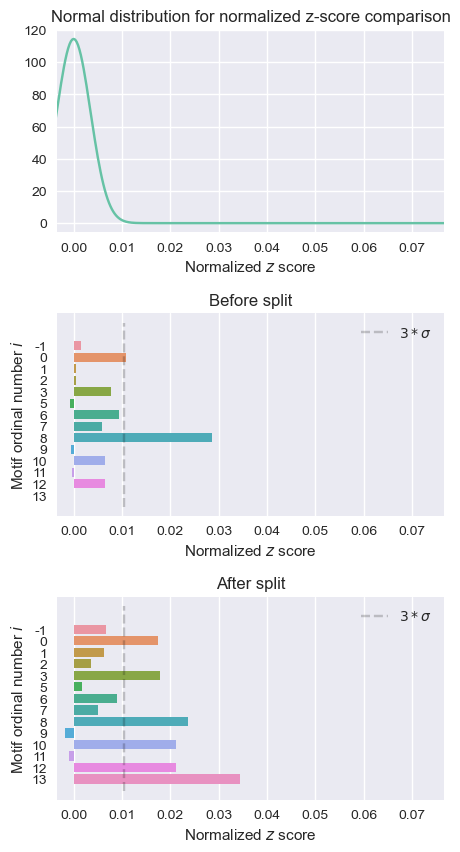 Normal distribution for normalized z-score comparison
120
100
80
60
40
20
0
0.00 0.01 0.02 0.03 0.04 0.05 0.06 0.07
Normalized z score
Before split
Motif ordinal number i
-1
0
1
2
3
5
6
7
8
9
10
11
12
13
3 * σ
0.00 0.01 0.02 0.03 0.04 0.05 0.06 0.07
Normalized z score
After split
Motif ordinal number i
-1
0
1
2
3
5
6
7
8
9
10
11
12
13
3 * σ
0.00 0.01 0.02 0.03 0.04 0.05 0.06 0.07
Normalized z score